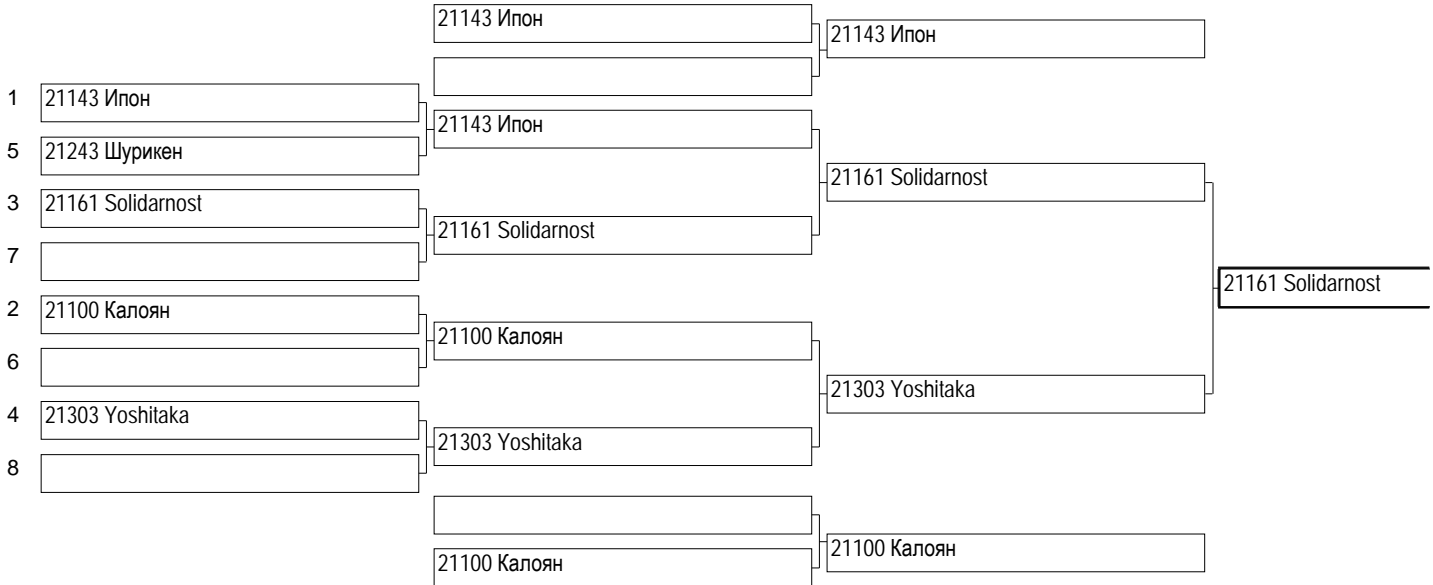 21143 Ипон
21143 Ипон
1 21143 Ипон
21143 Ипон
5 21243 Шурикен
21161 Solidarnost
3 21161 Solidarnost
21161 Solidarnost
7
21161 Solidarnost
2 21100 Калоян
21100 Калоян
6
21303 Yoshitaka
4 21303 Yoshitaka
21303 Yoshitaka
8
21100 Калоян
21100 Калоян